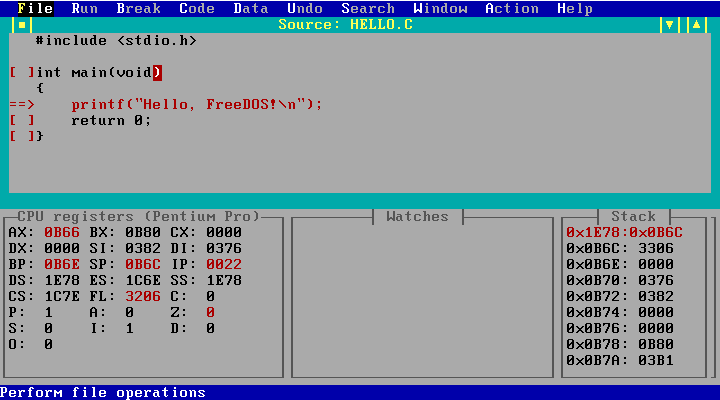 File Run Break Code Data Undo Search Window Action Help
Source: HELLO.C
#include <stdio.h>
[ ]int main(void)
{
==> printf("Hello, FreeDOS!\n");
[ ] return 0;
[ ]}
CPU registers (Pentium Pro)
AX: 0B66 BX: 0B80 CX: 0000
DX: 0000 SI: 0382 DI: 0376
BP: 0B6E SP: 0B6C IP: 0022
DS: 1E78 ES: 1C6E SS: 1E78
CS: 1C7E FL: 3206 C: 0
P: 1 A: 0 Z: 0
S: 0 I: 1 D: 0
O: 0
Watches
Stack
0x1E78:0x0B6C
0x0B6C: 3306
0x0B6E: 0000
0x0B70: 0376
0x0B72: 0382
0x0B74: 0000
0x0B76: 0000
0x0B78: 0B80
0x0B7A: 03B1
Perform file operations